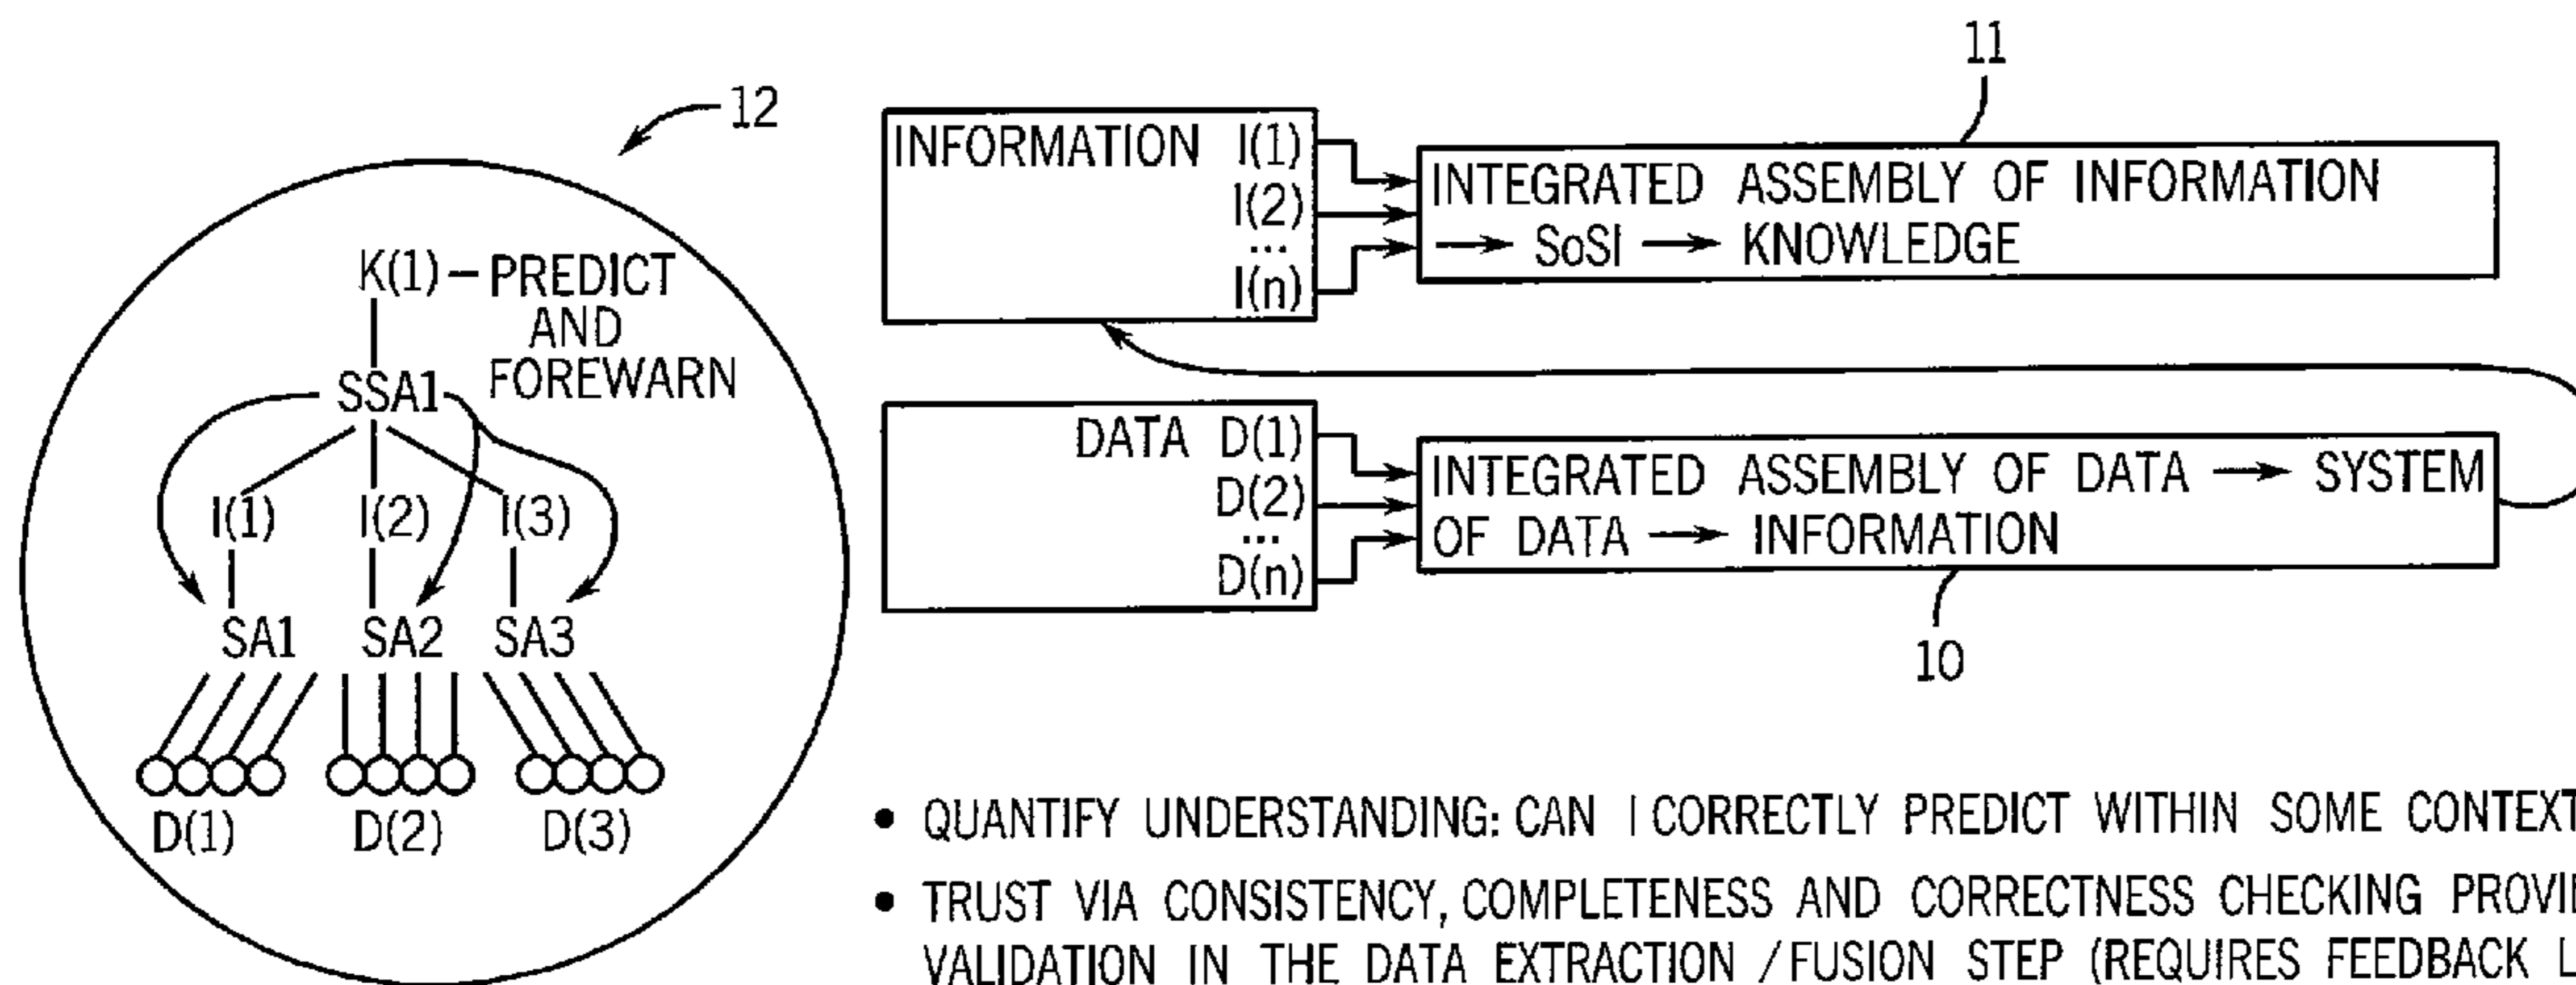 12
K(1) – PREDICT
AND
FOREWARN
SSA1
I(1) I(2) I(3)
SA1 SA2 SA3
D(1) D(2) D(3)
11
INFORMATION I(1)
I(2)
...
I(n)
INTEGRATED ASSEMBLY OF INFORMATION
→ SoSI → KNOWLEDGE
DATA D(1)
D(2)
...
D(n)
INTEGRATED ASSEMBLY OF DATA → SYSTEM
OF DATA → INFORMATION
10
• QUANTIFY UNDERSTANDING: CAN I CORRECTLY PREDICT WITHIN SOME CONTEXT
• TRUST VIA CONSISTENCY, COMPLETENESS AND CORRECTNESS CHECKING
VALIDATION IN THE DATA EXTRACTION / FUSION STEP (REQUIRES FEEDBACK